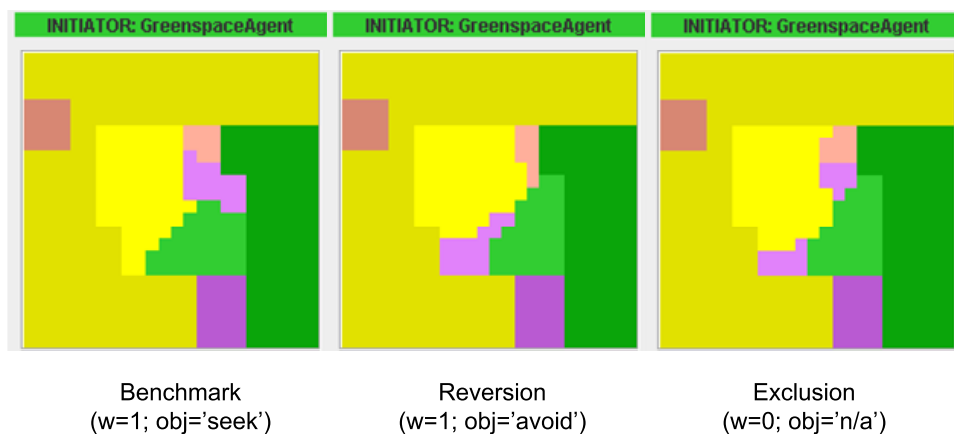 INITIATOR: GreenspaceAgent
INITIATOR: GreenspaceAgent
INITIATOR: GreenspaceAgent
Benchmark
(w=1; obj='seek’)
Reversion
(w=1; obj='avoid’)
Exclusion
(w=0; obj='n/a’)